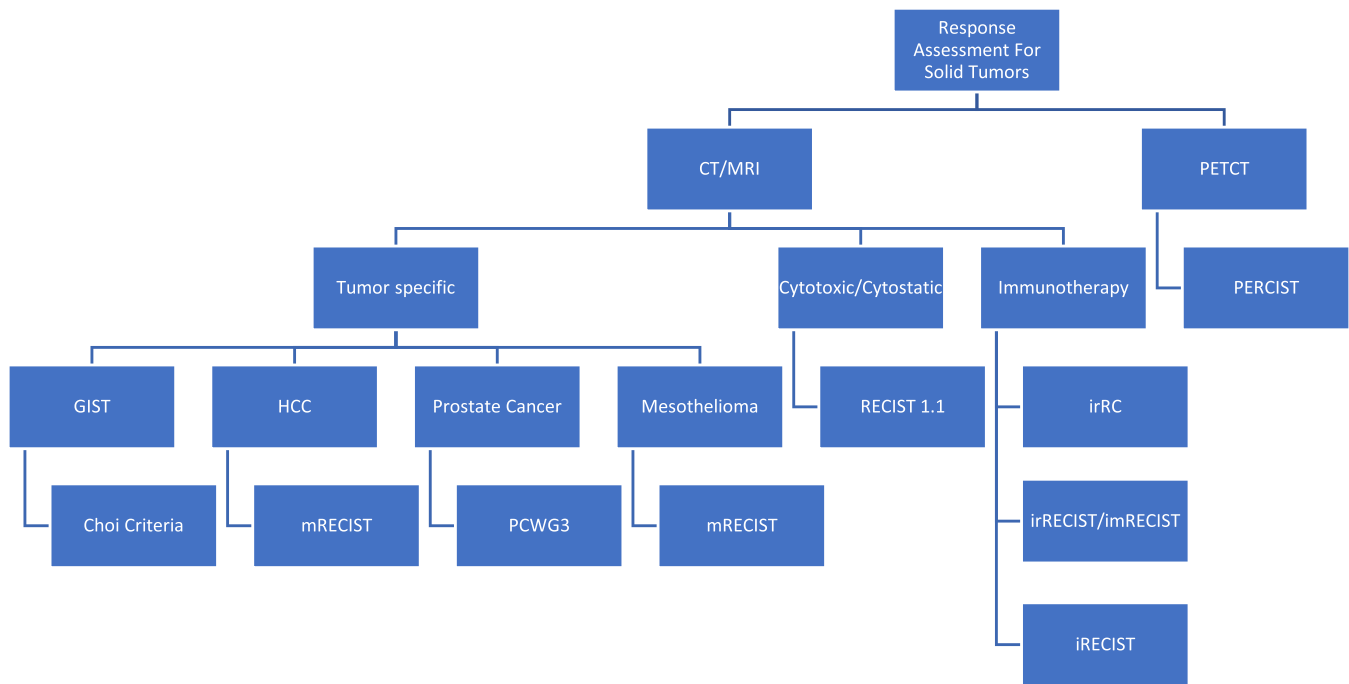 Response
Assessment For
Solid Tumors
CT/MRI
PETCT
Tumor specific
Cytotoxic/Cytostatic
Immunotherapy
PERCIST
GIST
HCC
Prostate Cancer
Mesothelioma
RECIST 1.1
irRC
Choi Criteria
mRECIST
PCWG3
mRECIST
irRECIST/imRECIST
iRECIST